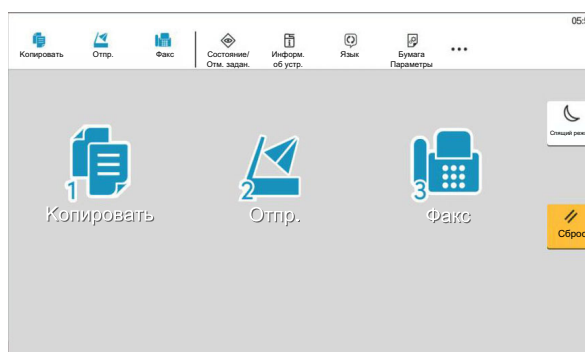 05:5
Копировать
Отпр.
Факс
Состояние/
Отм. задан.
Информ.
об устр.
Язык
Бумага
Параметры
Спящий реж
1
Копировать
2
Отпр.
3
Факс
Сброс